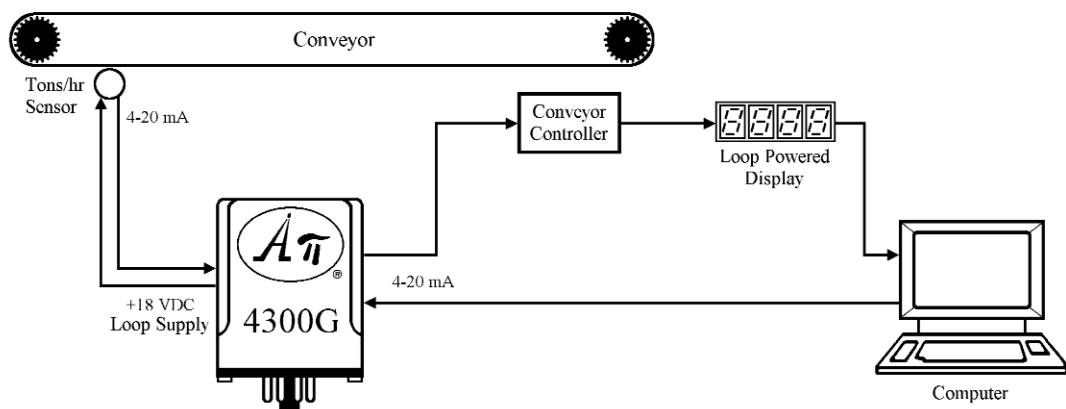 Conveyor
Tons/hr
Sensor
4-20 mA
Conveyor
Controller
8888
Loop Powered
Display
Aπ
®
4300G
+18 VDC
Loop Supply
4-20 mA
Computer